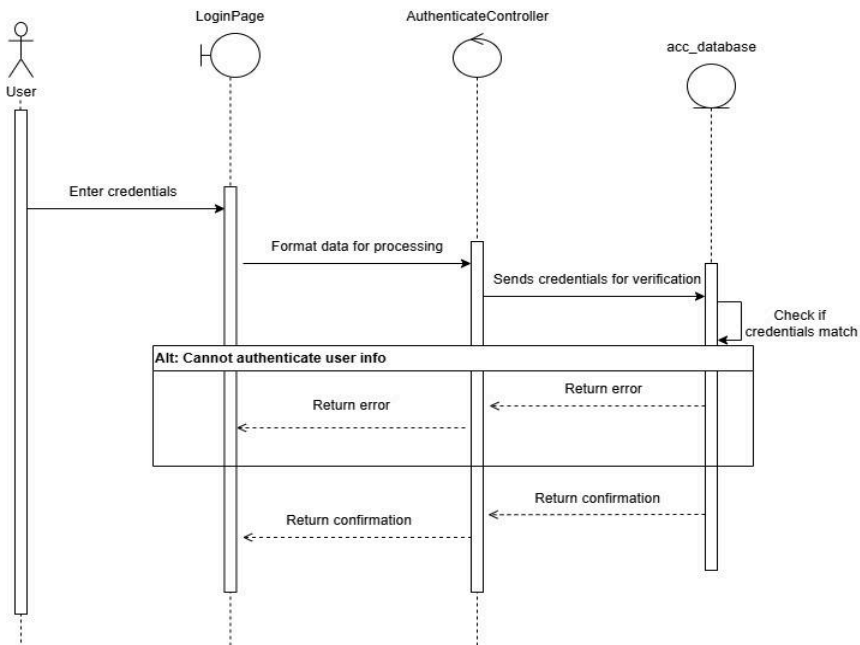 LoginPage
AuthenticateController
acc_database
User
Enter credentials
Format data for processing
Sends credentials for verification
Check if
credentials match
Alt: Cannot authenticate user info
Return error
Return error
Return confirmation
Return confirmation